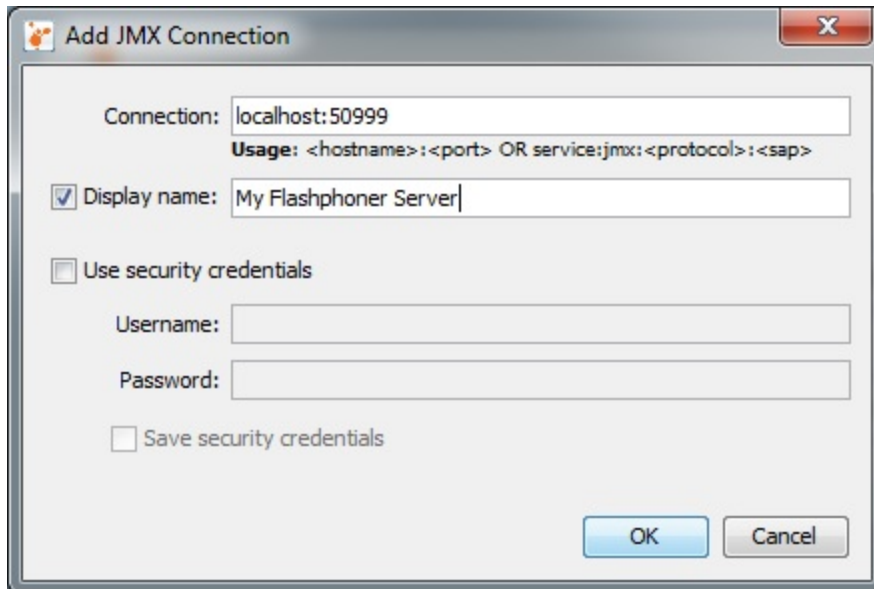 Add JMX Connection
Connection: localhost:50999
Usage: <hostname>:<port> OR service:jmx:<protocol>:<sap>
Display name: My Flashphoner Server
Use security credentials
Username:
Password:
Save security credentials
OK Cancel